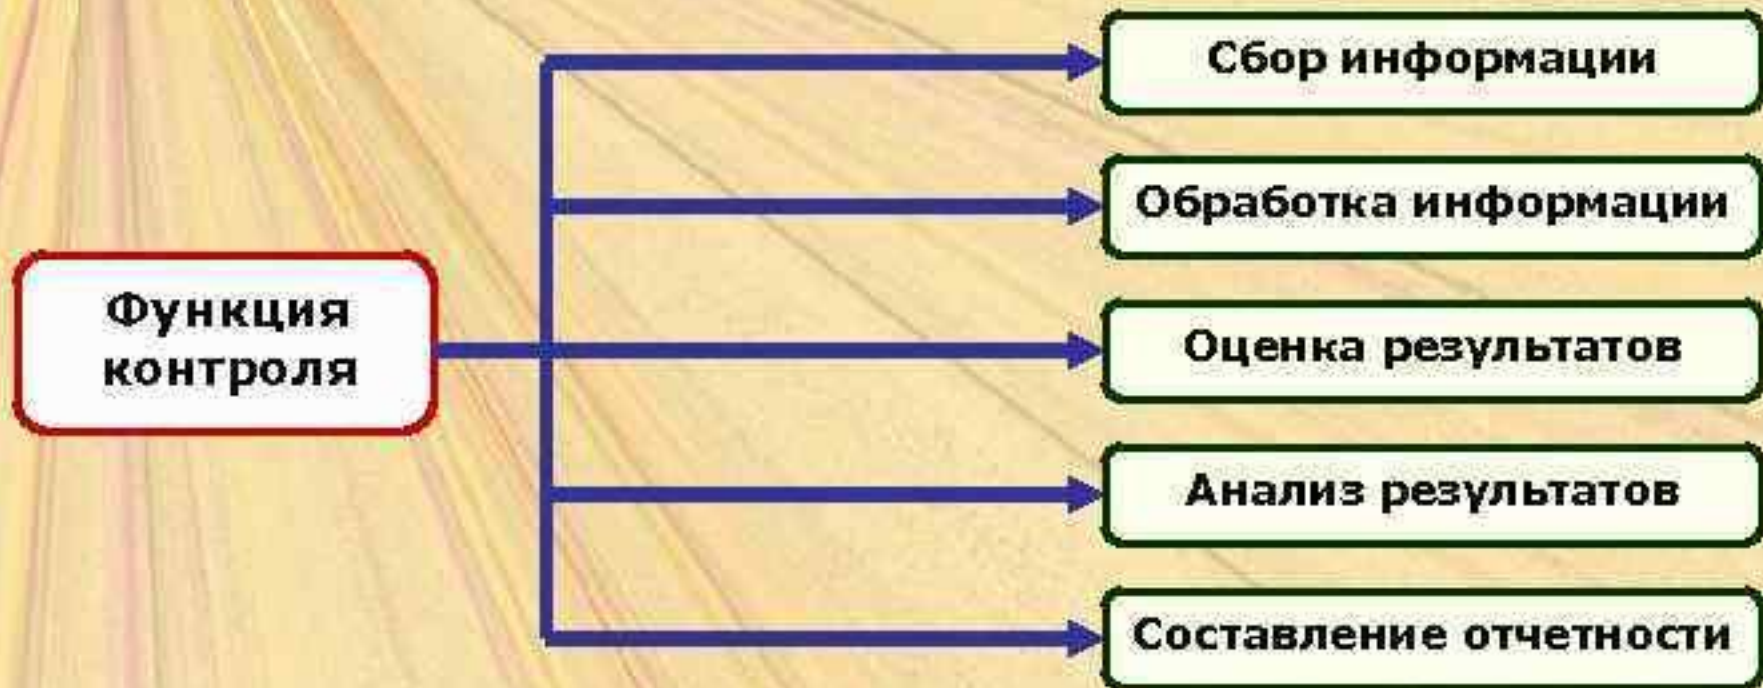 Функция
контроля
Сбор информации
Обработка информации
Оценка результатов
Анализ результатов
Составление отчетности